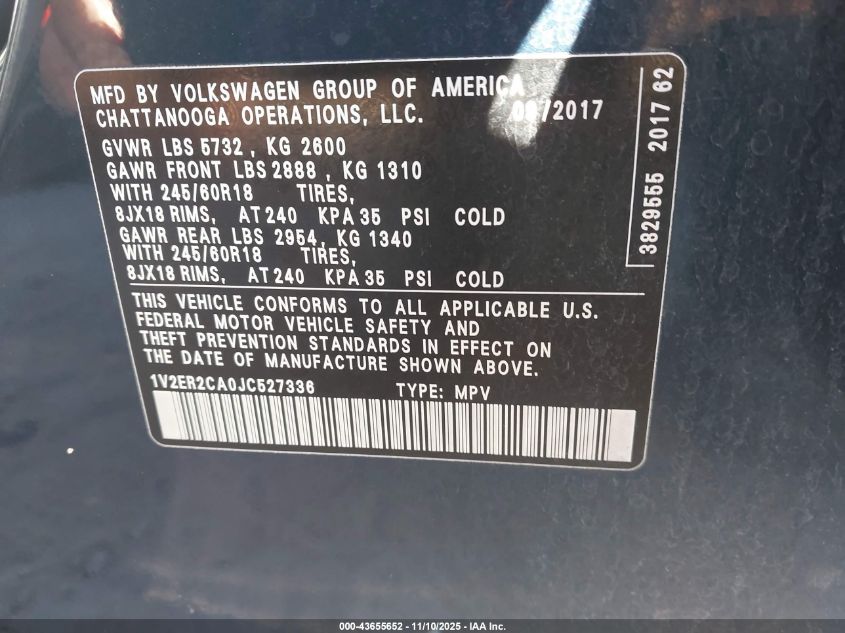 MFD BY VOLKSWAGEN GROUP OF AMERICA
CHATTANOOGA OPERATIONS, LLC.
GVWR LBS 5732 , KG 2600
GAWR FRONT LBS 2888 , KG 1310
WITH 245/60R18 TIRES,
8JX18 RIMS, AT 240 KPA 35 PSI COLD
GAWR REAR LBS 2954, KG 1340
WITH 245/60R18 TIRES,
8JX18 RIMS, AT 240 KPA 35 PSI COLD
THIS VEHICLE CONFORMS TO ALL APPLICABLE U.S.
FEDERAL MOTOR VEHICLE SAFETY AND
THEFT PREVENTION STANDARDS IN EFFECT ON
THE DATE OF MANUFACTURE SHOWN ABOVE.
1V2ER2CA0JC527336 TYPE: MPV
3829555 2017 62
000-43655652 - 11/10/2025 - IAA Inc.